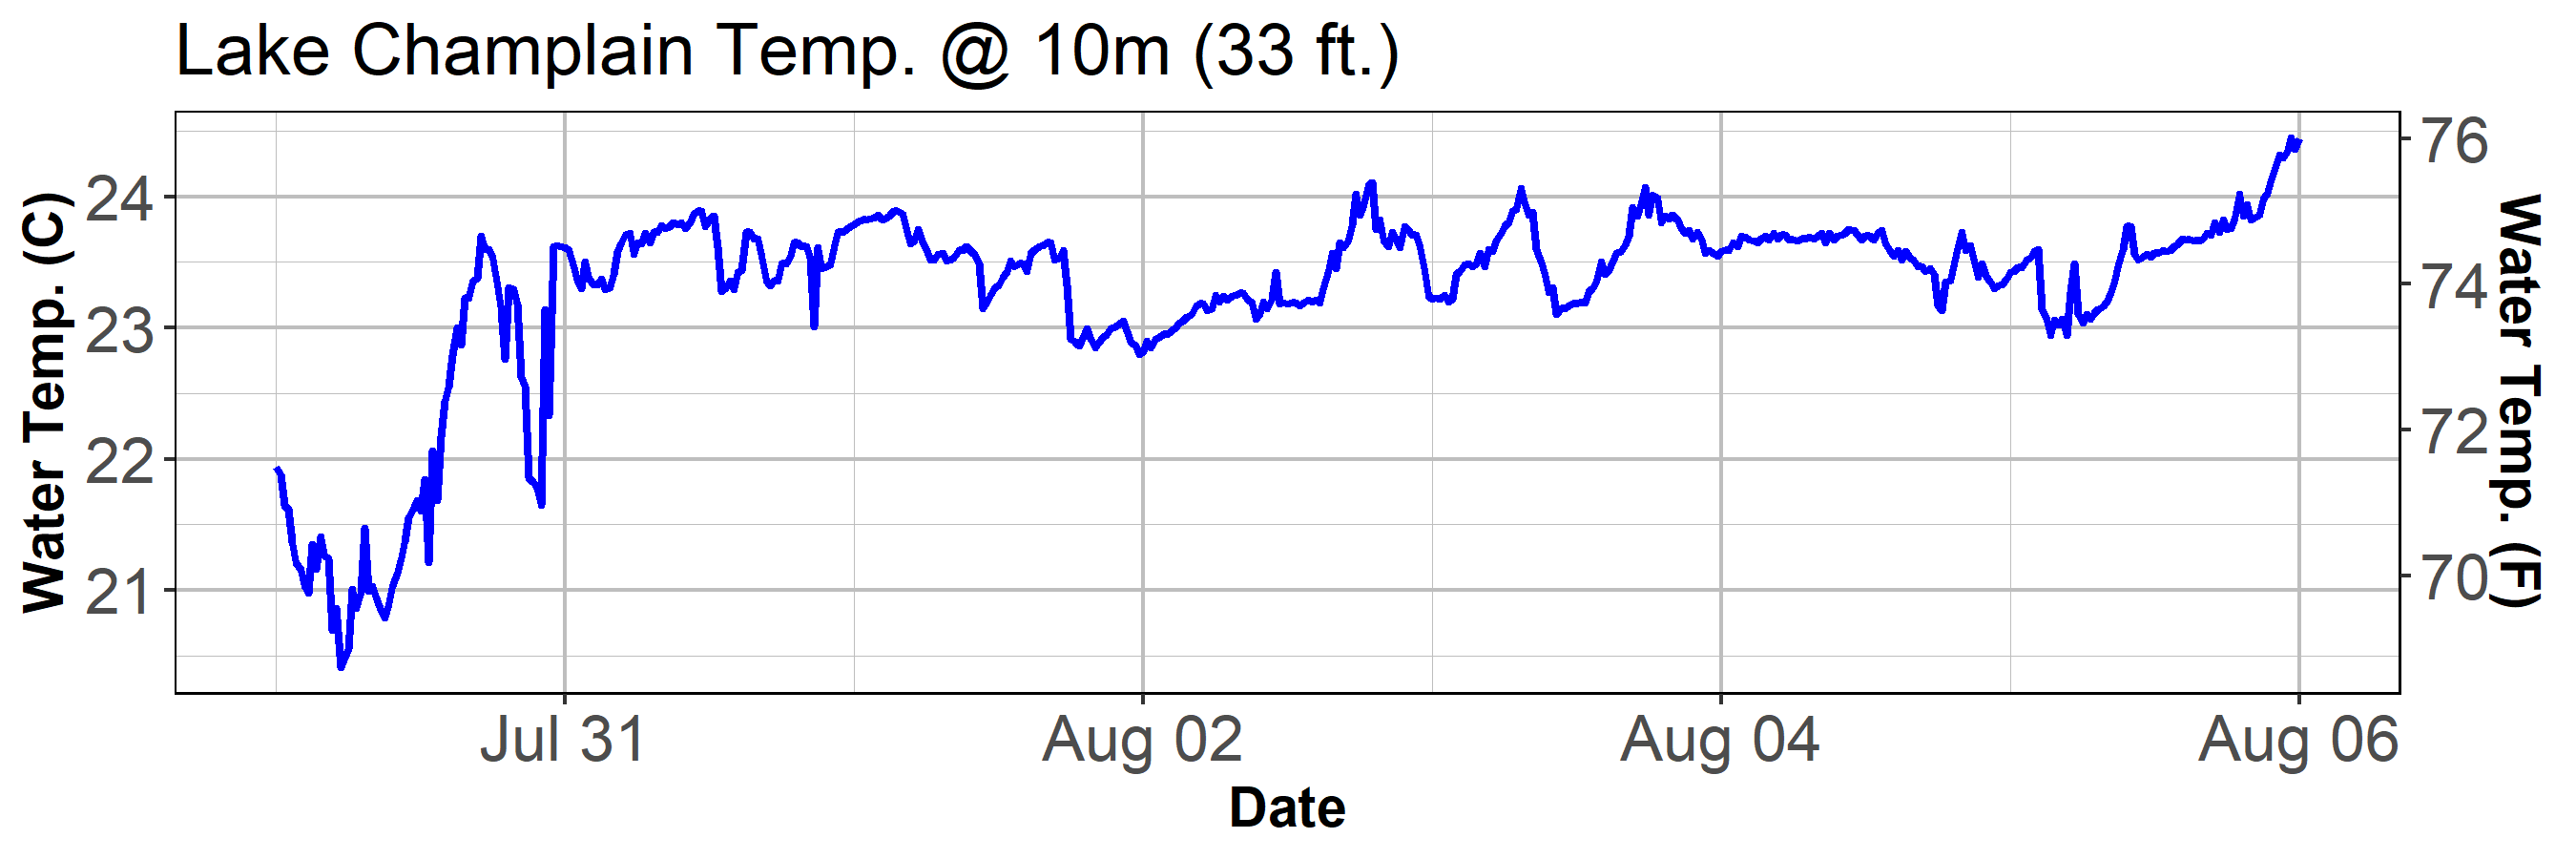 Lake Champlain Temp. @ 10m (33 ft.)
Water Temp. (C)
24
23
22
21
76
74
72
70
Water Temp. (F)
Jul 31
Aug 02
Aug 04
Aug 06
Date